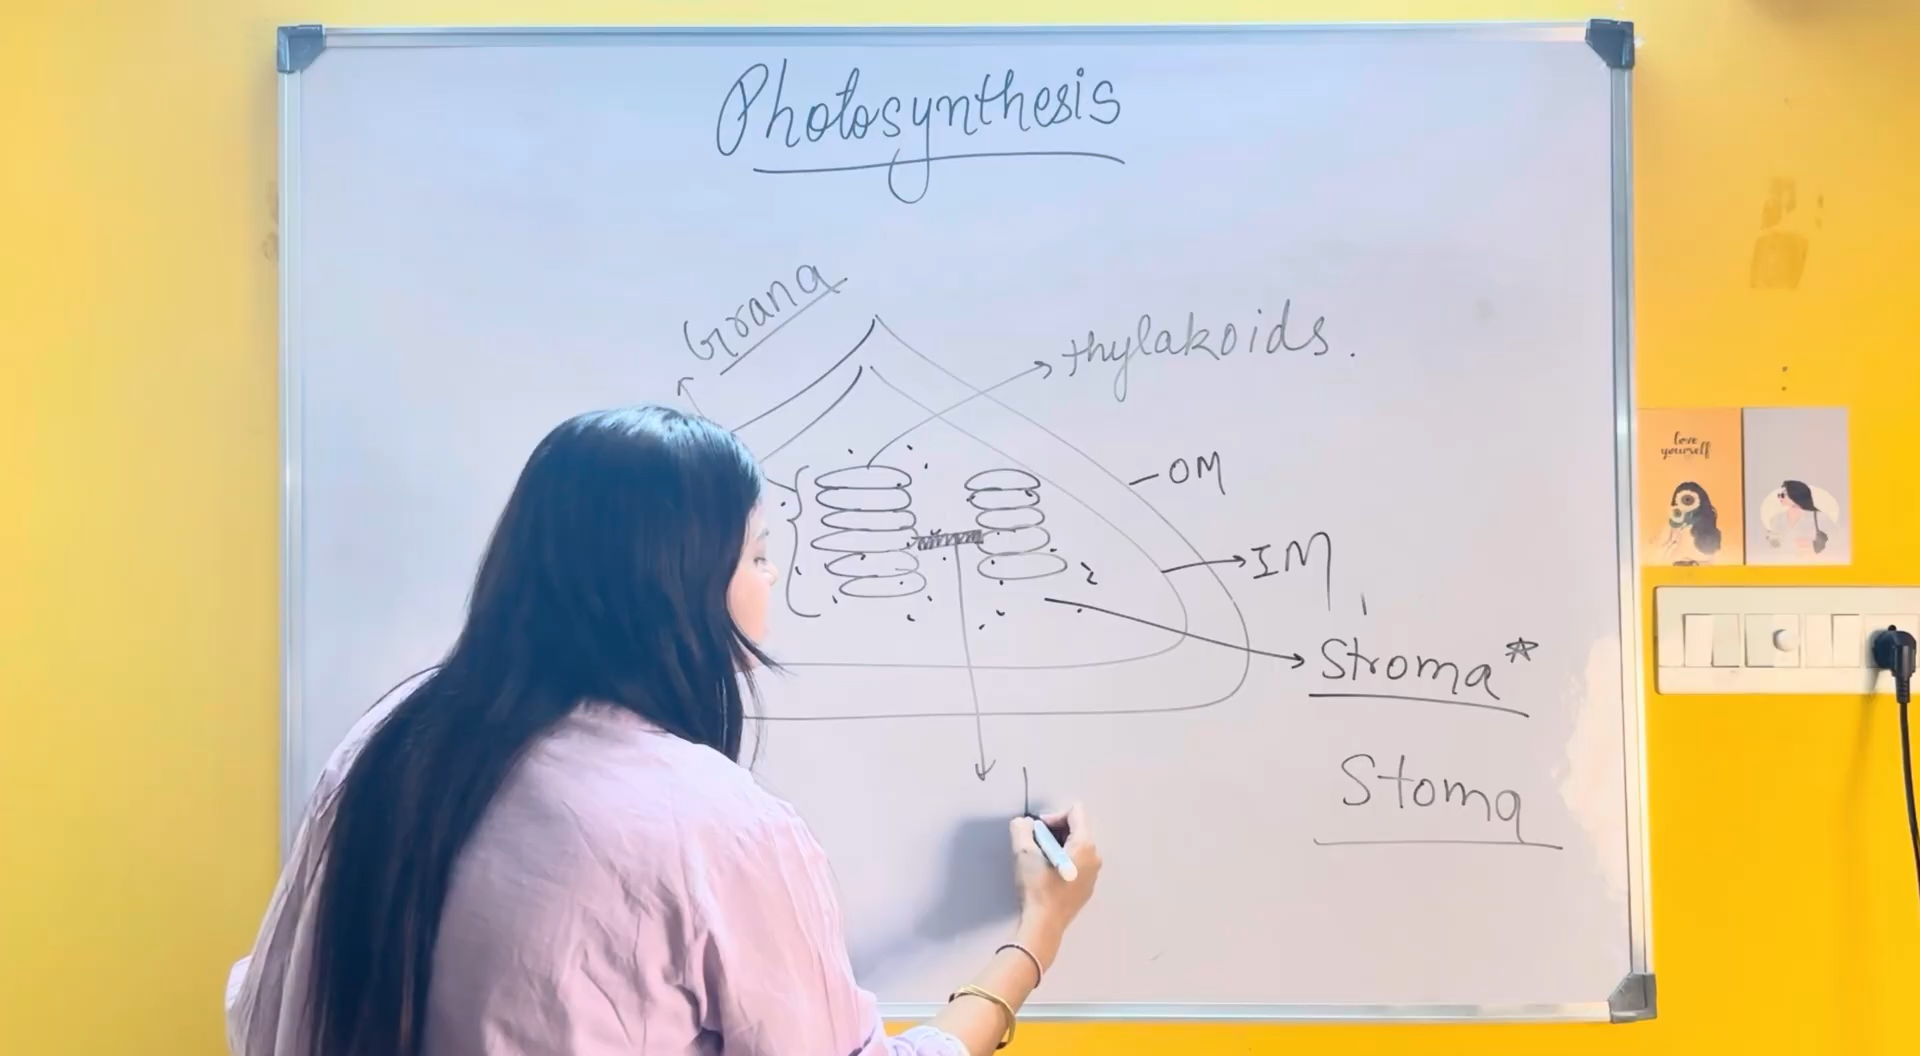 Photosynthesis
Grana
thylakoids.
OM
IM
Stroma*
Stoma
love
yourself